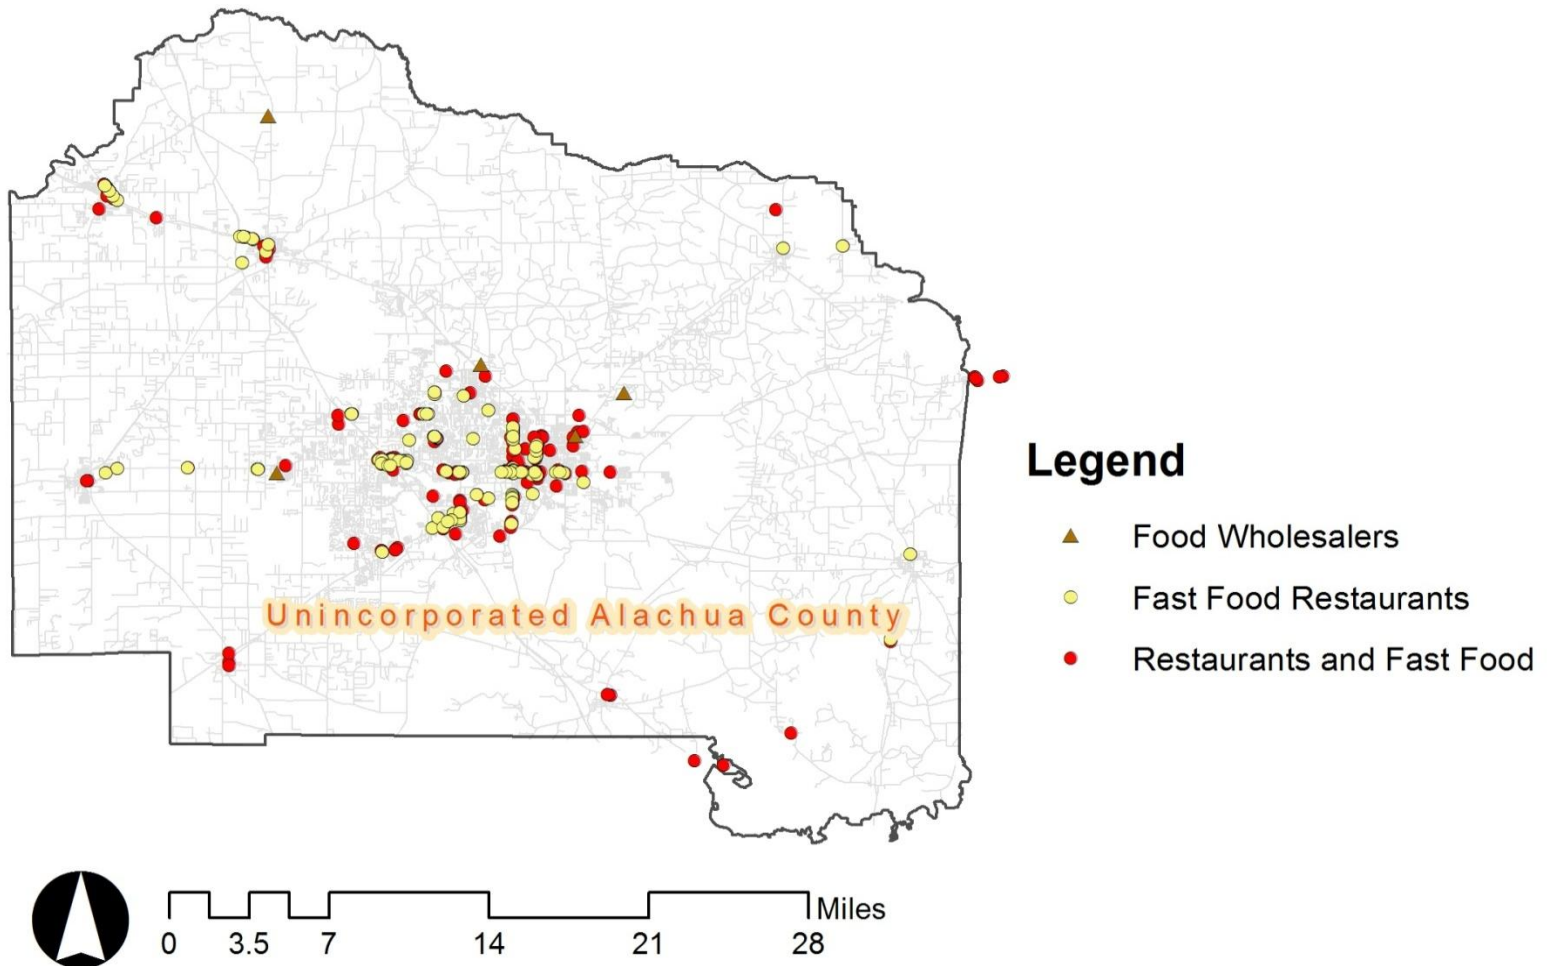 Unincorporated Alachua County
Legend
Food Wholesalers
Fast Food Restaurants
Restaurants and Fast Food
Miles
0 3.5 7 14 21 28